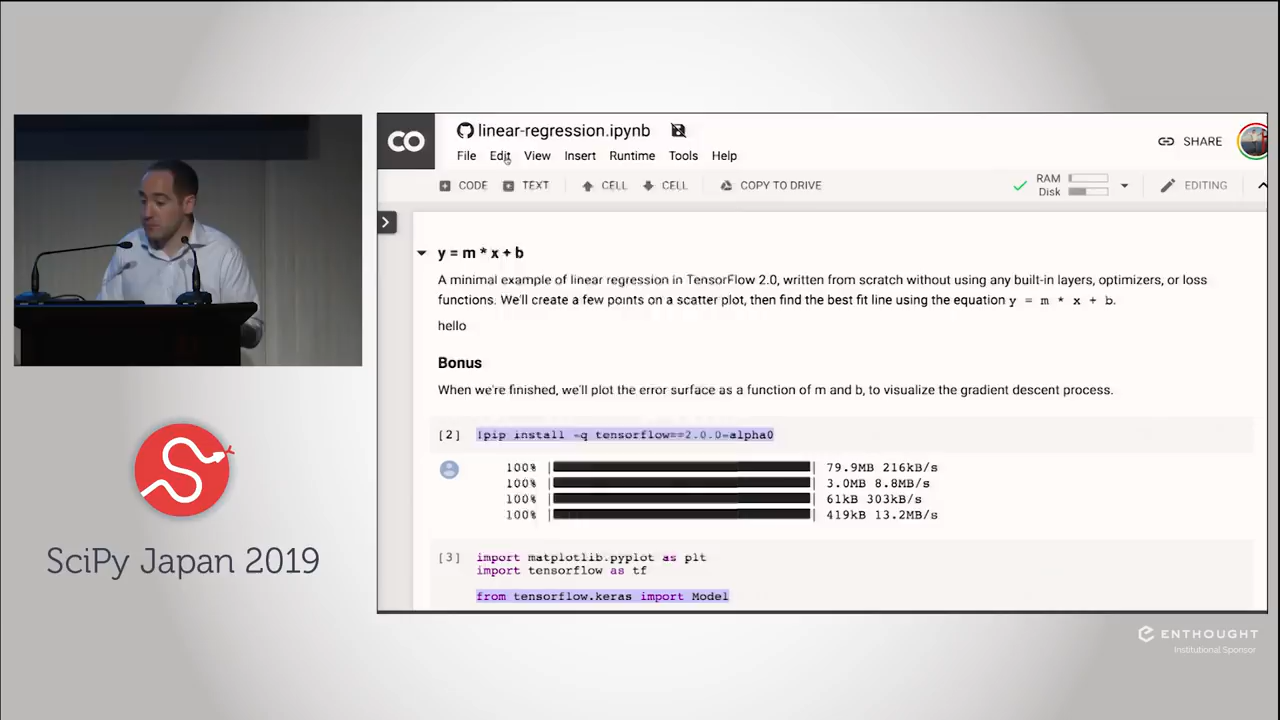 CO
linear-regression.ipynb
SHARE
File Edit View Insert Runtime Tools Help
CODE TEXT CELL CELL COPY TO DRIVE
RAM
Disk
EDITING
y = m * x + b
A minimal example of linear regression in TensorFlow 2.0, written from scratch without using any built-in layers, optimizers, or loss
functions. We'll create a few points on a scatter plot, then find the best fit line using the equation y = m * x + b.
hello
Bonus
When we're finished, we'll plot the error surface as a function of m and b, to visualize the gradient descent process.
[2] !pip install -q tensorflow==2.0.0-alpha0
100% | | 79.9MB 216kB/s
100% | | 3.0MB 8.8MB/s
100% | | 61kB 303kB/s
100% | | 419kB 13.2MB/s
[3] import matplotlib.pyplot as plt
import tensorflow as tf
from tensorflow.keras import Model
SciPy Japan 2019
ENTHOUGHT
Institutional Sponsor